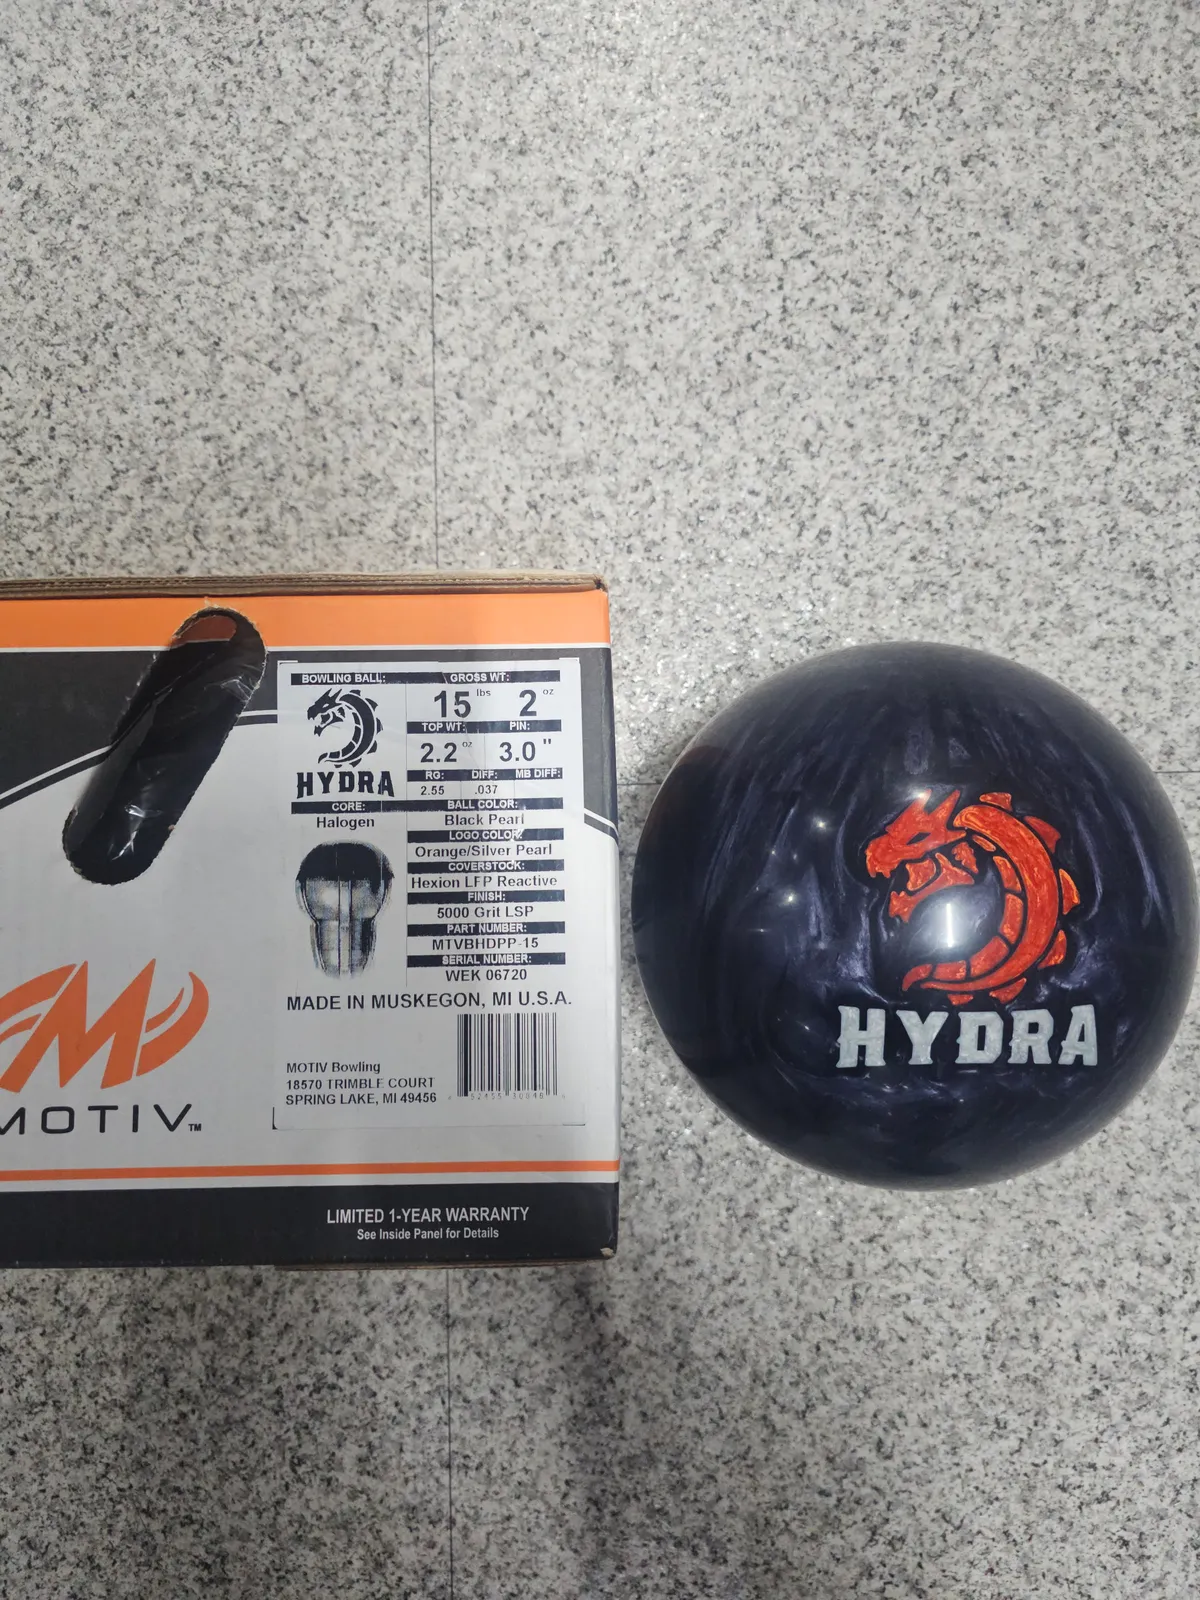 BOWLING BALL:
GROSS WT:
15 lbs 2 oz
TOP WT:
PIN:
2.2 oz 3.0"
HYDRA
RG: DIFF: MB DIFF:
2.55 .037
CORE:
Halogen
BALL COLOR:
Black Pearl
LOGO COLOR:
Orange/Silver Pearl
COVERSTOCK:
Hexion LFP Reactive
FINISH:
5000 Grit LSP
PART NUMBER:
MTVBHDPP-15
SERIAL NUMBER:
WEK 06720
MADE IN MUSKEGON, MI U.S.A.
MOTIV Bowling
18570 TRIMBLE COURT
SPRING LAKE, MI 49456
MOTIV™
LIMITED 1-YEAR WARRANTY
See Inside Panel for Details
HYDRA